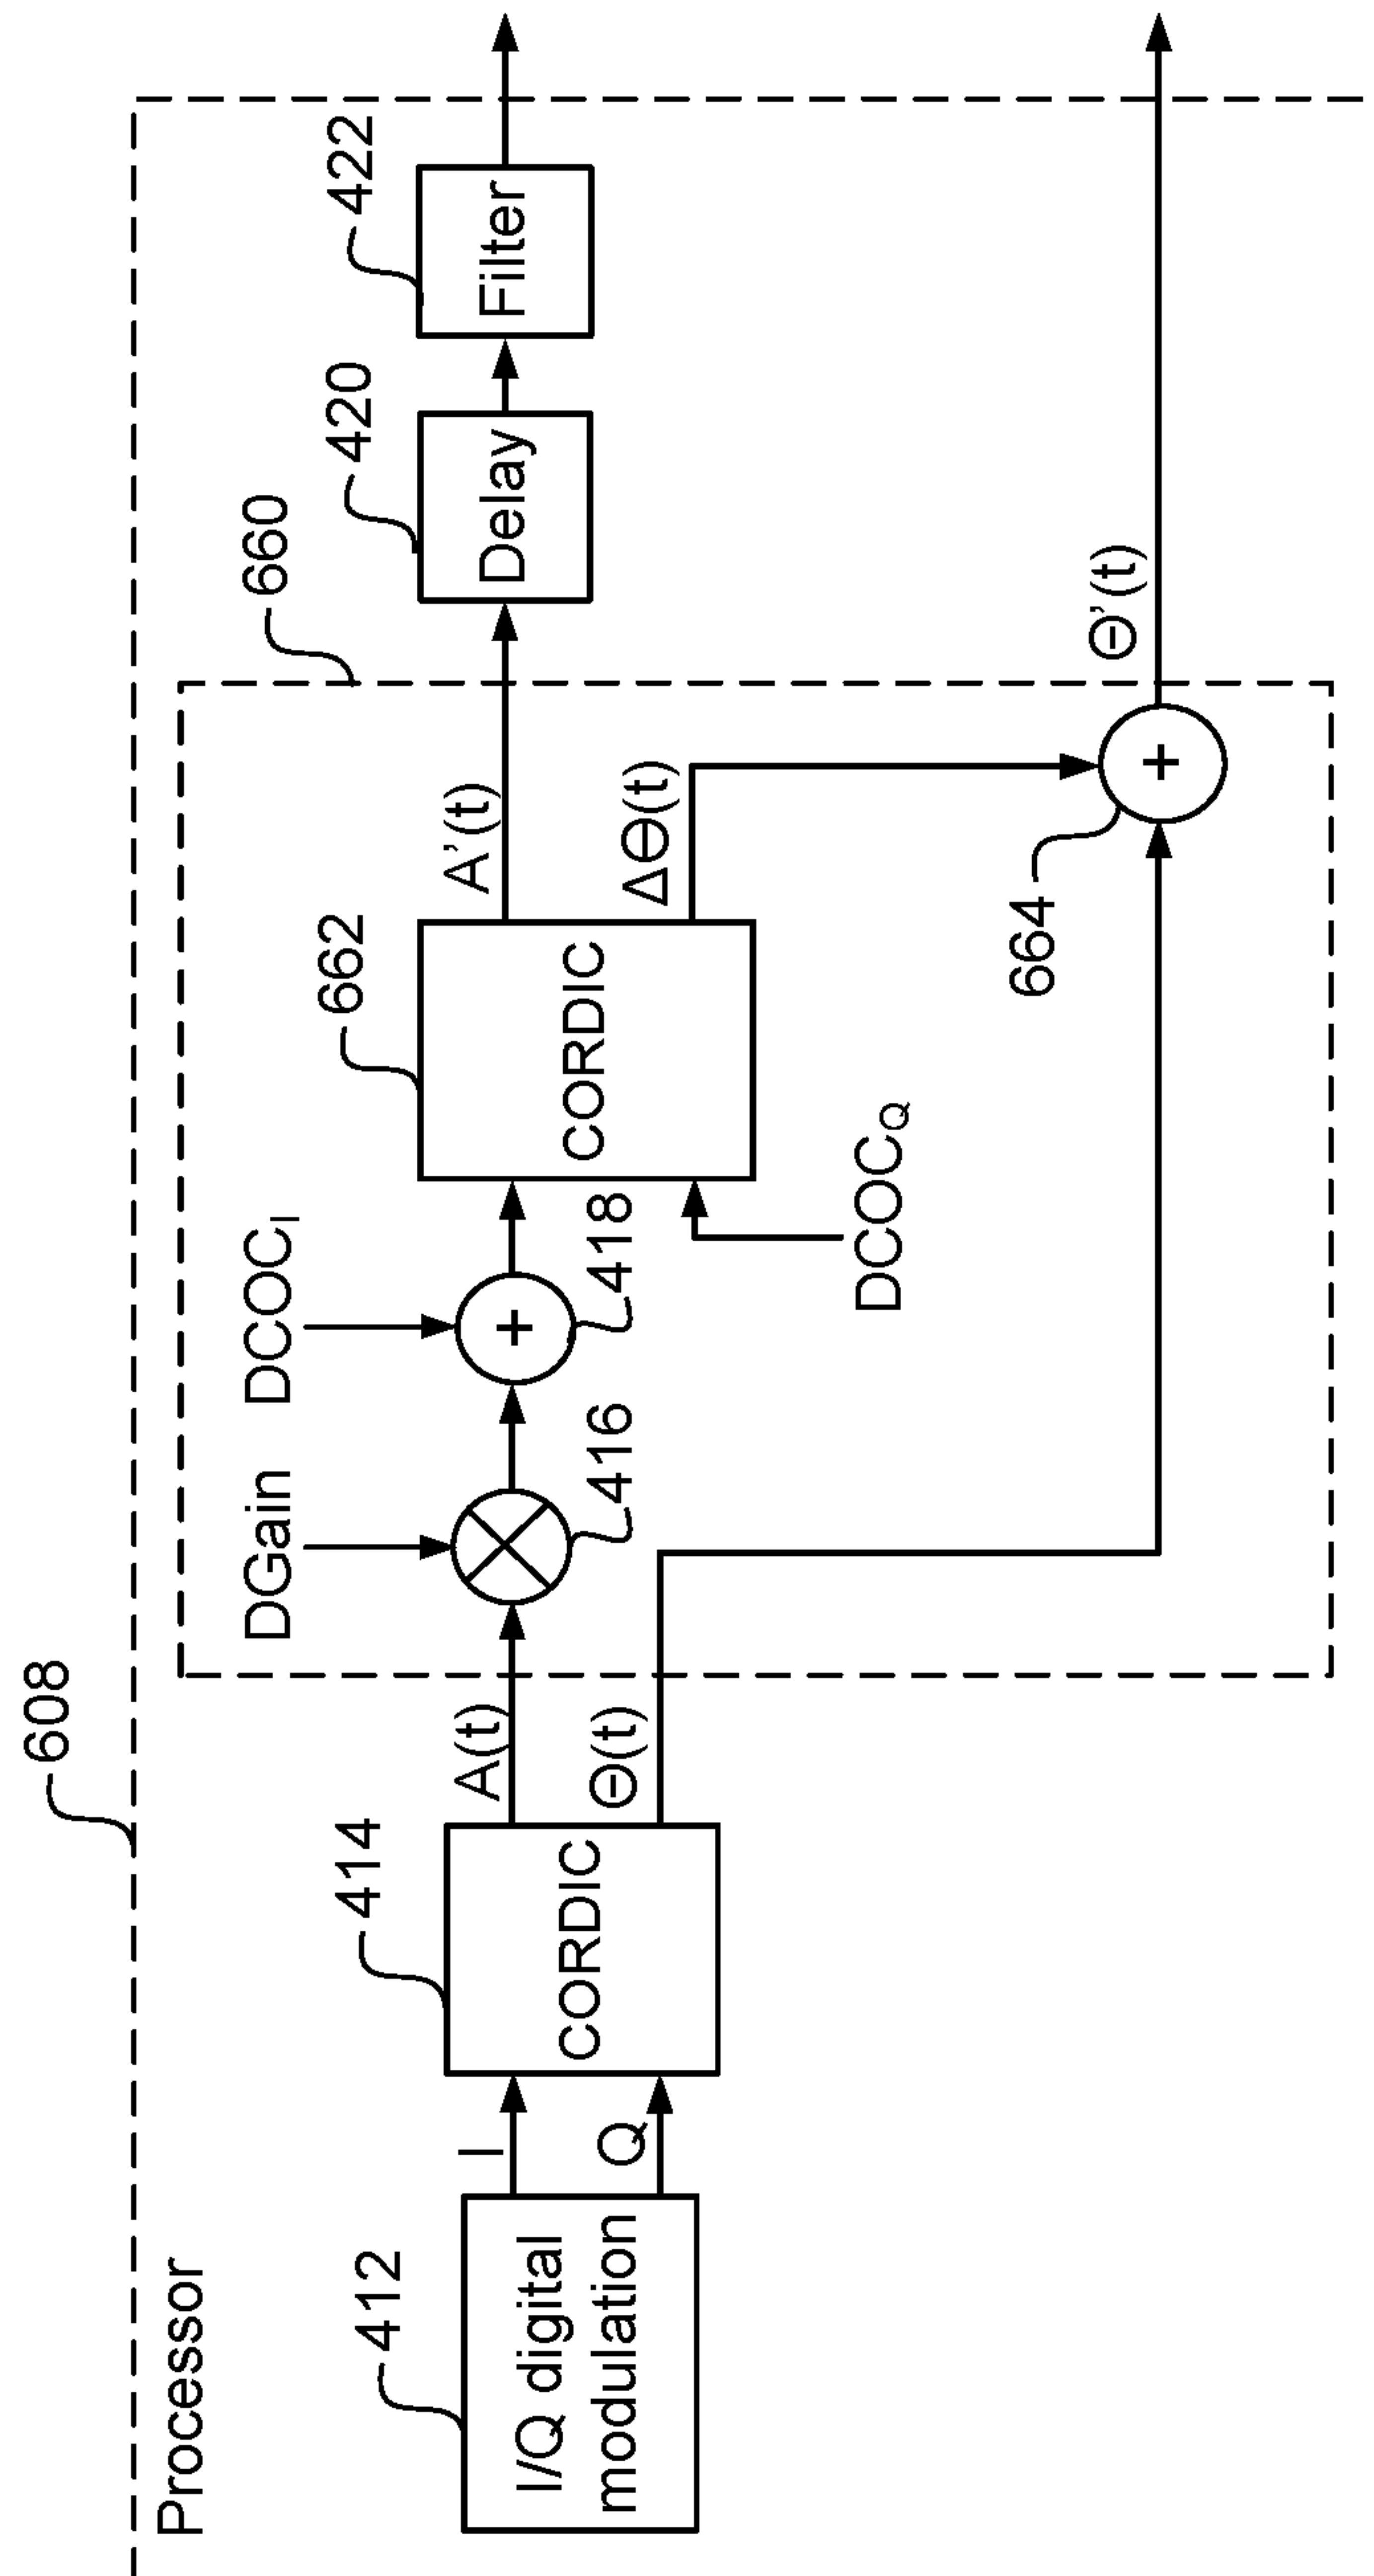 608
Processor
412
I/Q digital
modulation
I
Q
414
CORDIC
A(t)
Θ(t)
DGain
416
DCOC_I
418
662
CORDIC
DCOC_Q
A’(t)
ΔΘ(t)
664
+
+
660
Θ’(t)
420
Delay
422
Filter